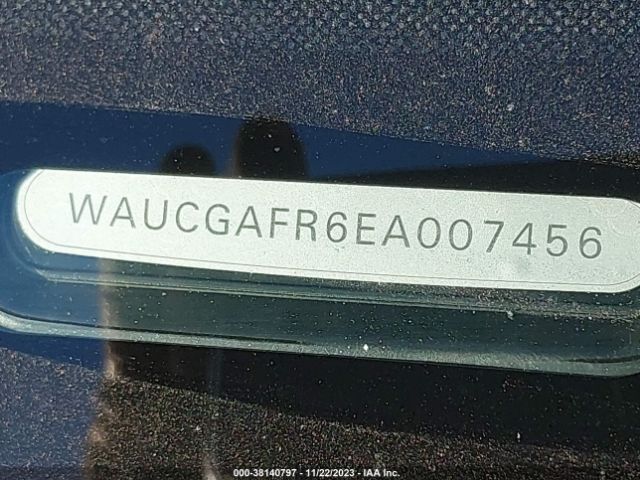 WAUCGAFR6EA007456
000-38140797 - 11/22/2023 - IAA Inc.